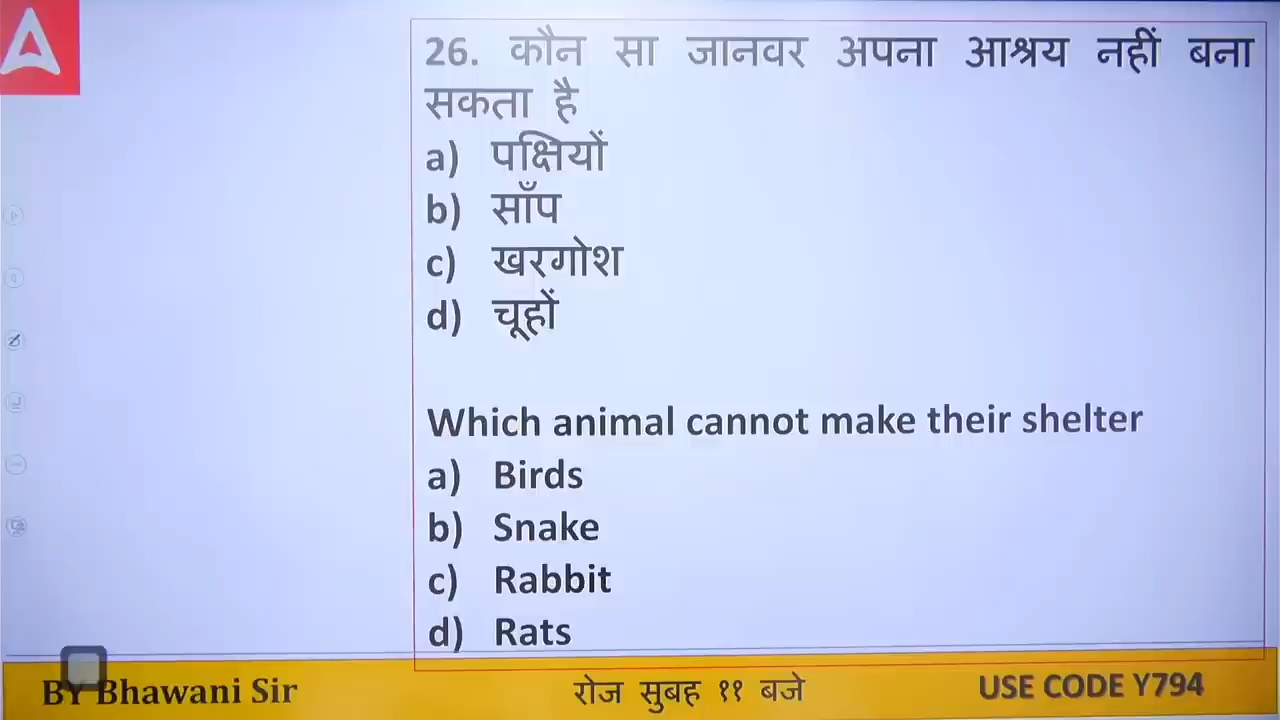 26. कौन सा जानवर अपना आश्रय नहीं बना
सकता है
a) पक्षियों
b) साँप
c) खरगोश
d) चूहों
Which animal cannot make their shelter
a) Birds
b) Snake
c) Rabbit
d) Rats
BY Bhawani Sir
रोज सुबह ११ बजे
USE CODE Y794